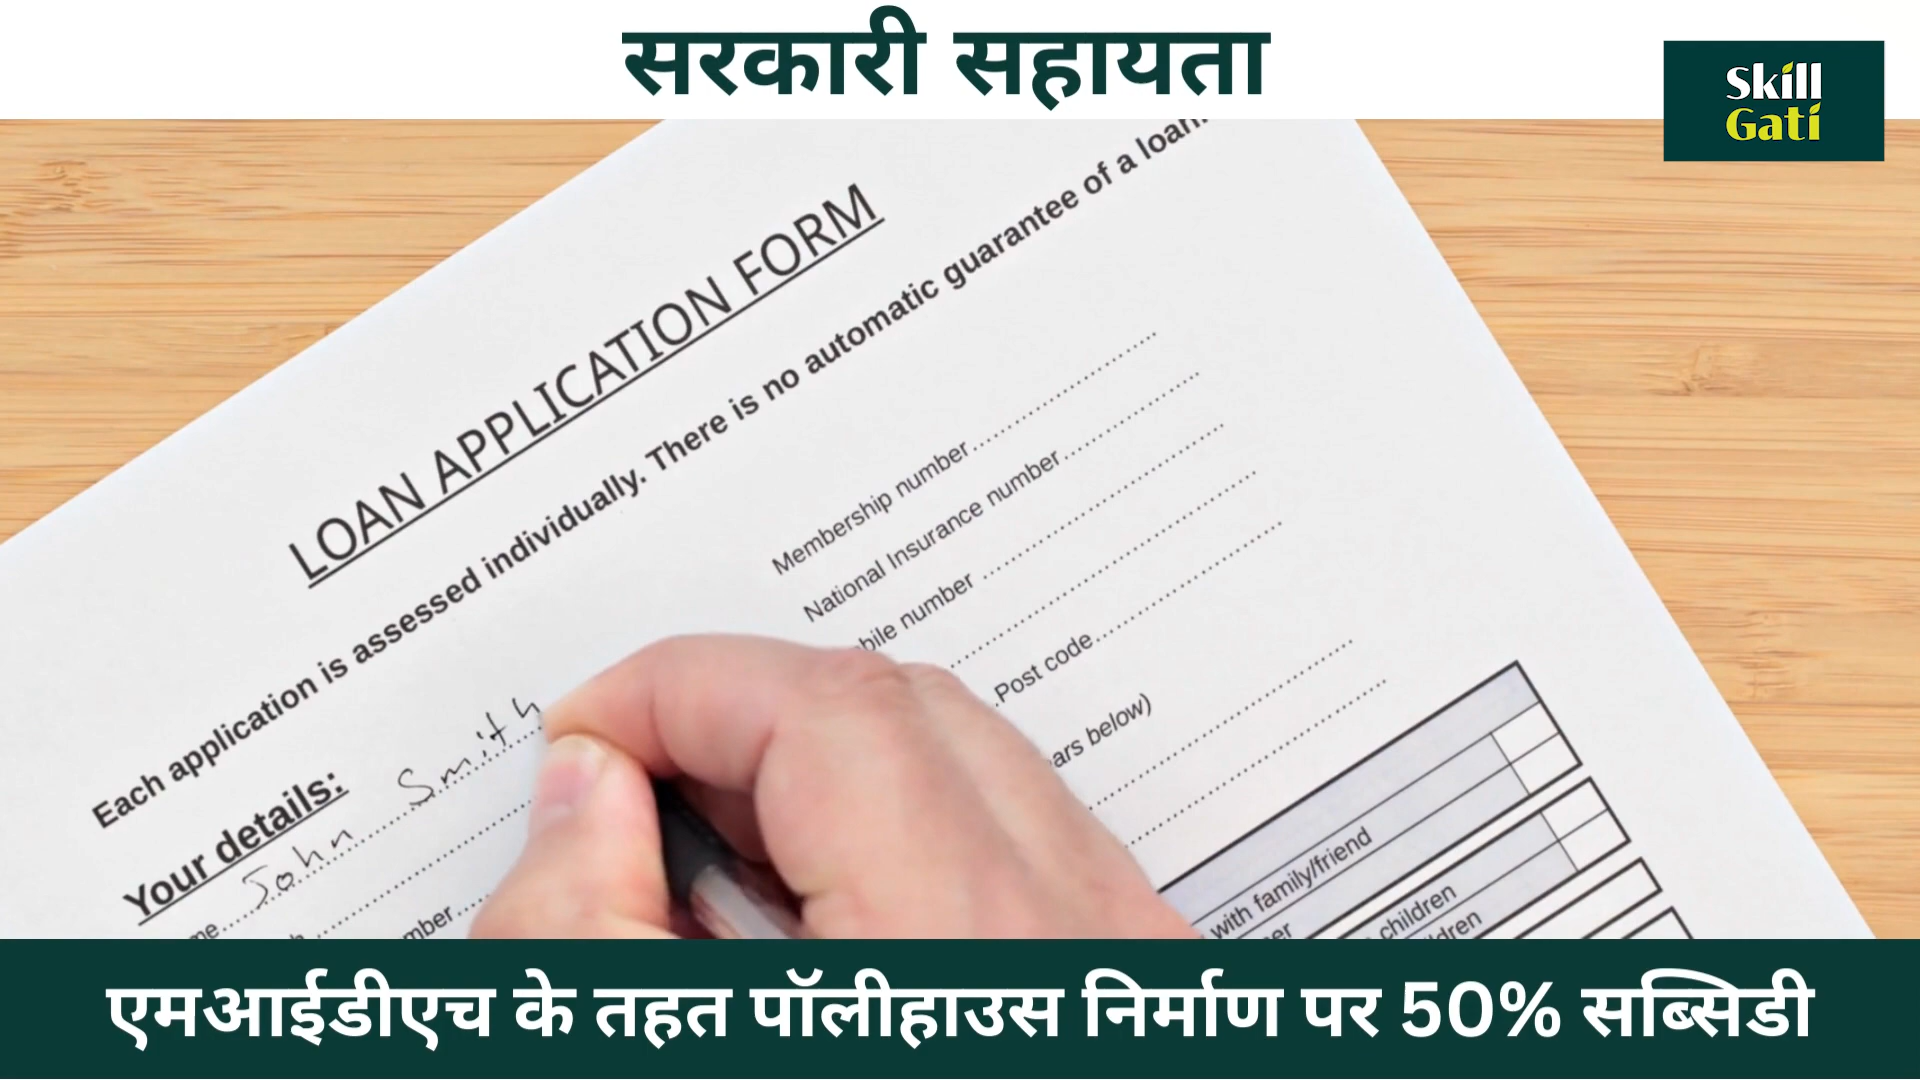 सरकारी सहायता
Skill
Gati
LOAN APPLICATION FORM
Each application is assessed individually. There is no automatic guarantee of a loan.
Membership number
National Insurance number
number
Post code
below)
Your details:
John Smith
with family/friend
children
एमआईडीएच के तहत पॉलीहाउस निर्माण पर 50% सब्सिडी